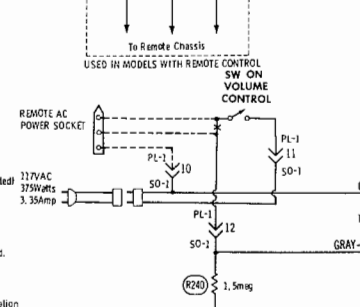 To Remote Chassis
USED IN MODELS WITH REMOTE CONTROL
SW ON
VOLUME
CONTROL
REMOTE AC
POWER SOCKET
PL-1
11
SO-1
PL-1
10
SO-1
117VAC
375Watts
3.35Amp
PL-1
12
SO-1
GRAY-
R240
1.5meg